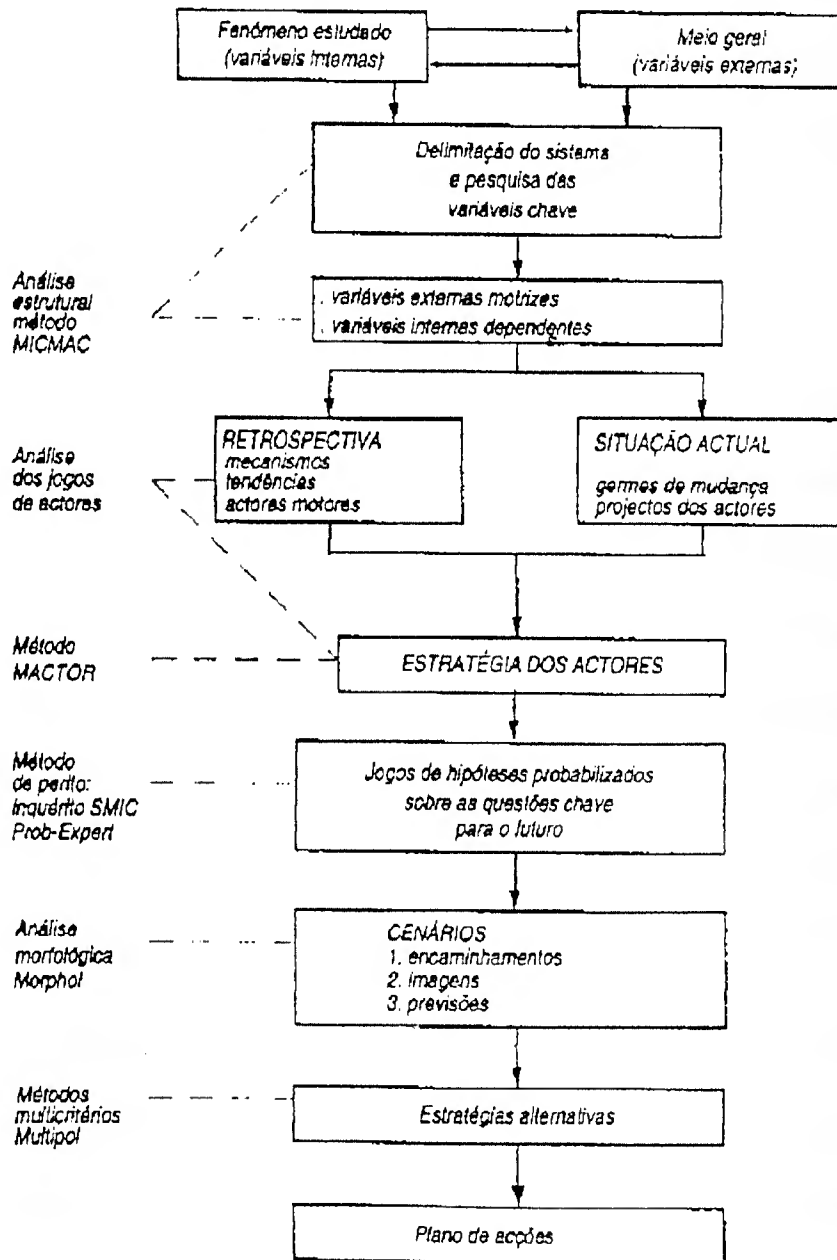 Fenómeno estudado
(variáveis internas)
Meio geral
(variáveis externas)
Delimitação do sistema
e pesquisa das
variáveis chave
Análise
estrutural
método
MICMAC
. variáveis externas motrizes
. variáveis internas dependentes
Análise
dos jogos
de actores
RETROSPECTIVA
mecanismos
tendências
actores motores
SITUAÇÃO ACTUAL
germes de mudança
projectos dos actores
Método
MACTOR
ESTRATÉGIA DOS ACTORES
Método
de perito:
Inquérito SMIC
Prob-Expert
Jogos de hipóteses probabilizados
sobre as questões chave
para o futuro
Análise
morfológica
Morphol
CENÁRIOS
1. encaminhamentos
2. imagens
3. previsões
Métodos
multicritérios
Multipol
Estratégias alternativas
Plano de acções